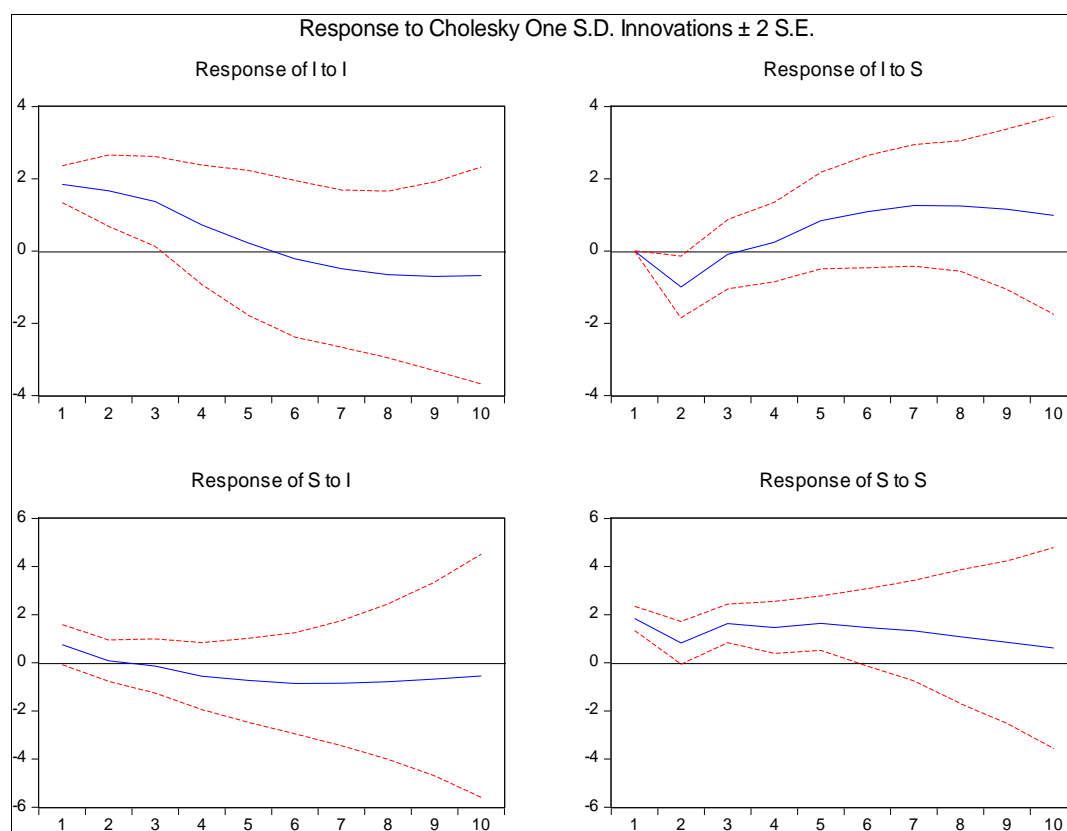 Response to Cholesky One S.D. Innovations ± 2 S.E.
Response of I to I
4
2
0
-2
-4
1 2 3 4 5 6 7 8 9 10
Response of I to S
4
2
0
-2
-4
1 2 3 4 5 6 7 8 9 10
Response of S to I
6
4
2
0
-2
-4
-6
1 2 3 4 5 6 7 8 9 10
Response of S to S
6
4
2
0
-2
-4
-6
1 2 3 4 5 6 7 8 9 10